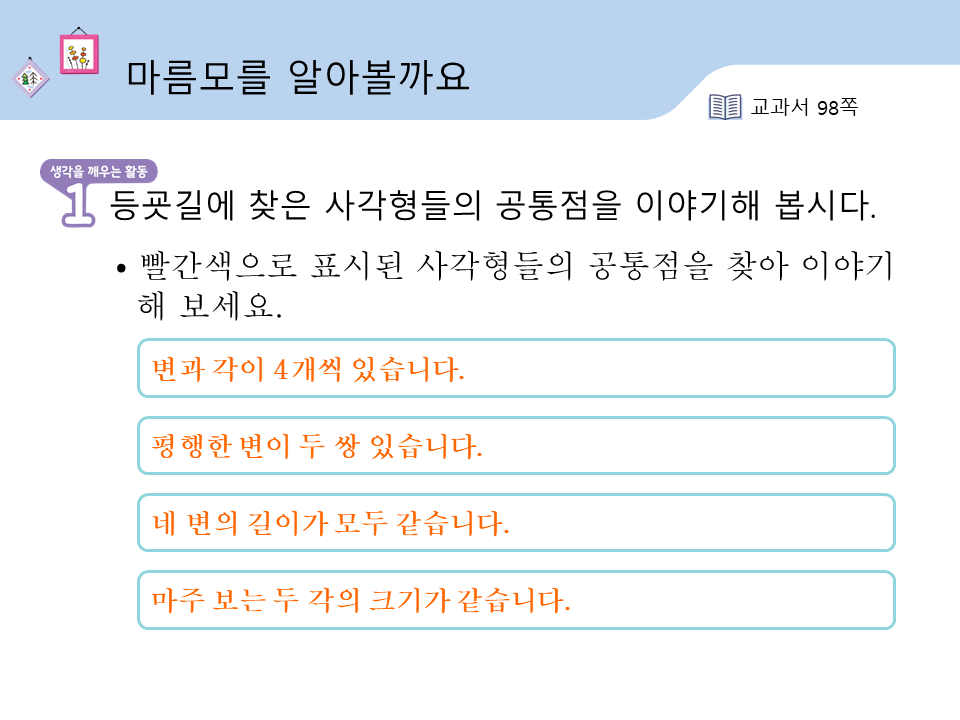 마름모를 알아볼까요
교과서 98쪽
생각을 깨우는 활동
1 등굣길에 찾은 사각형들의 공통점을 이야기해 봅시다.
• 빨간색으로 표시된 사각형들의 공통점을 찾아 이야기
해 보세요.
변과 각이 4개씩 있습니다.
평행한 변이 두 쌍 있습니다.
네 변의 길이가 모두 같습니다.
마주 보는 두 각의 크기가 같습니다.